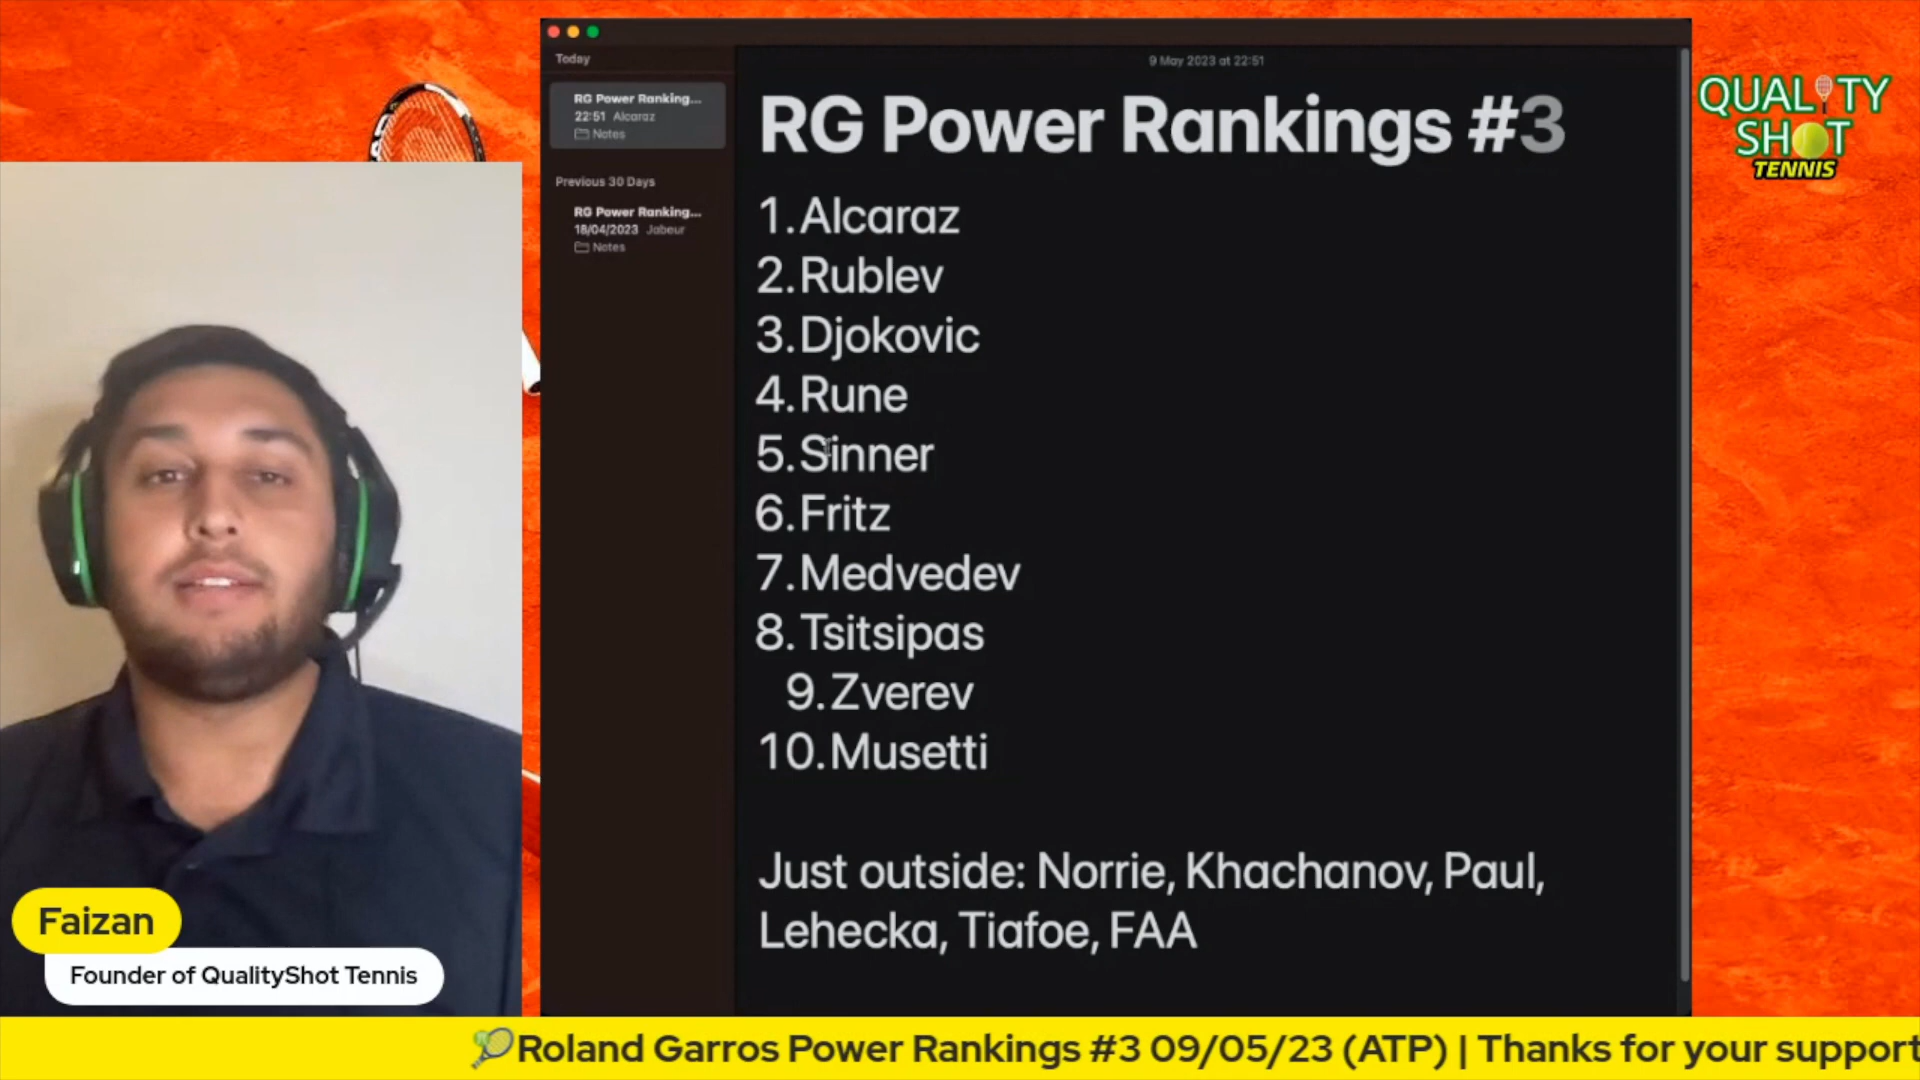 Today
RG Power Ranking...
22:51 Alcaraz
Notes
Previous 30 Days
RG Power Ranking...
18/04/2023 Jabeur
Notes
9 May 2023 at 22:51
RG Power Rankings #3
1. Alcaraz
2. Rublev
3. Djokovic
4. Rune
5. Sinner
6. Fritz
7. Medvedev
8. Tsitsipas
9. Zverev
10. Musetti
Just outside: Norrie, Khachanov, Paul,
Lehecka, Tiafoe, FAA
QUALITY
SHOT
TENNIS
Faizan
Founder of QualityShot Tennis
Roland Garros Power Rankings #3 09/05/23 (ATP) | Thanks for your support